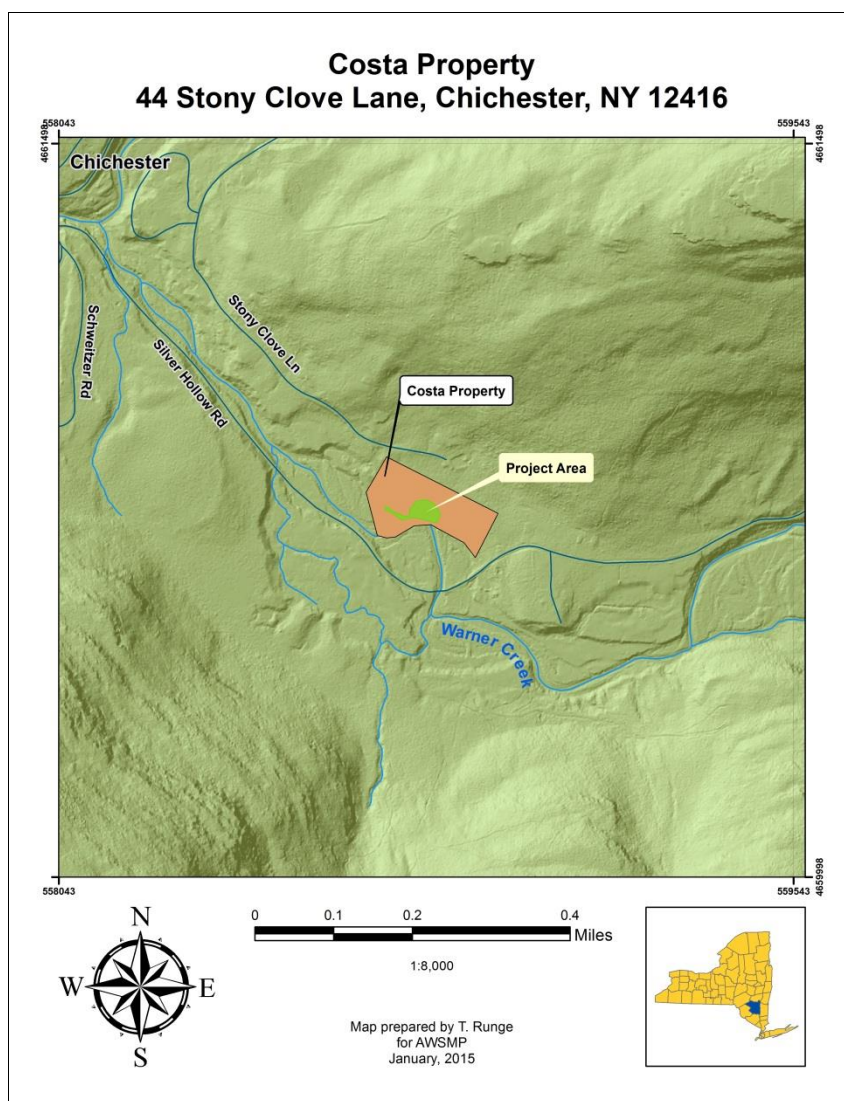 Costa Property
44 Stony Clove Lane, Chichester, NY 12416
558043
559543
4661498
4661498
Chichester
Stony Clove Ln
Schweitzer Rd
Silver Hollow Rd
Costa Property
Project Area
Warner Creek
4659998
558043
559543
N
W
E
S
0
0.1
0.2
0.4
Miles
1:8,000
Map prepared by T. Runge
for AWSMP
January, 2015